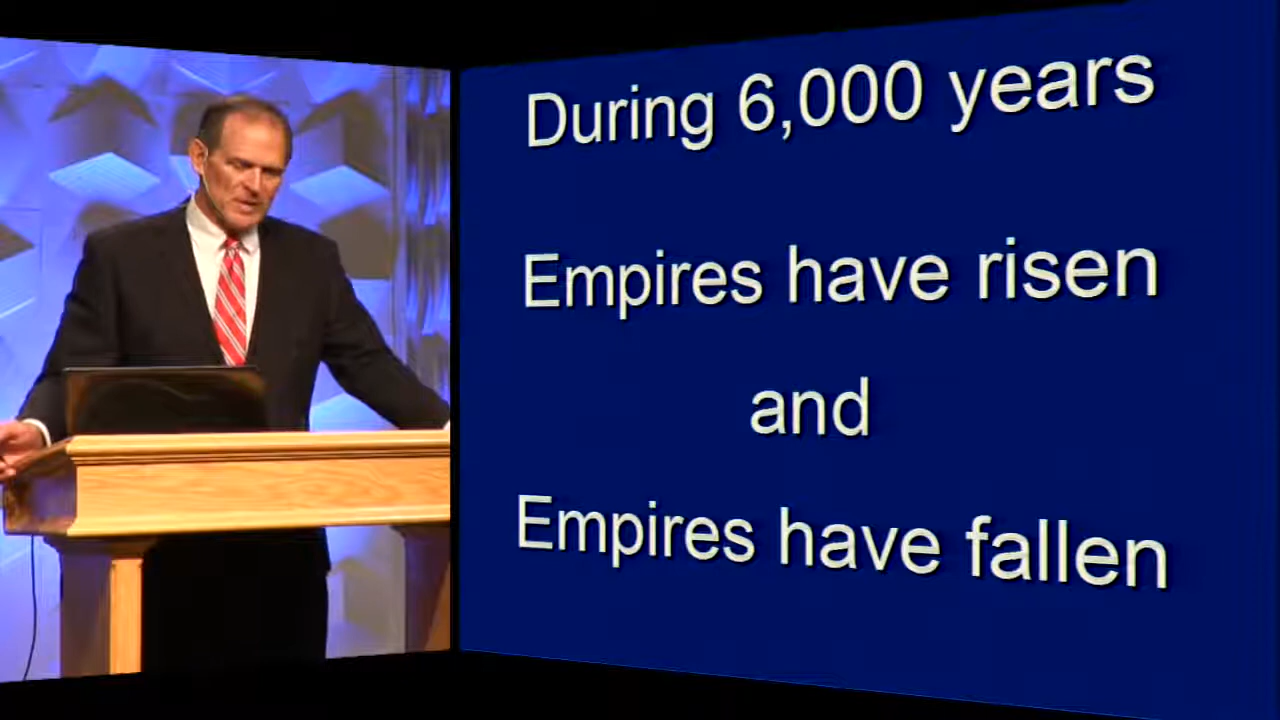 During 6,000 years
Empires have risen
and
Empires have fallen